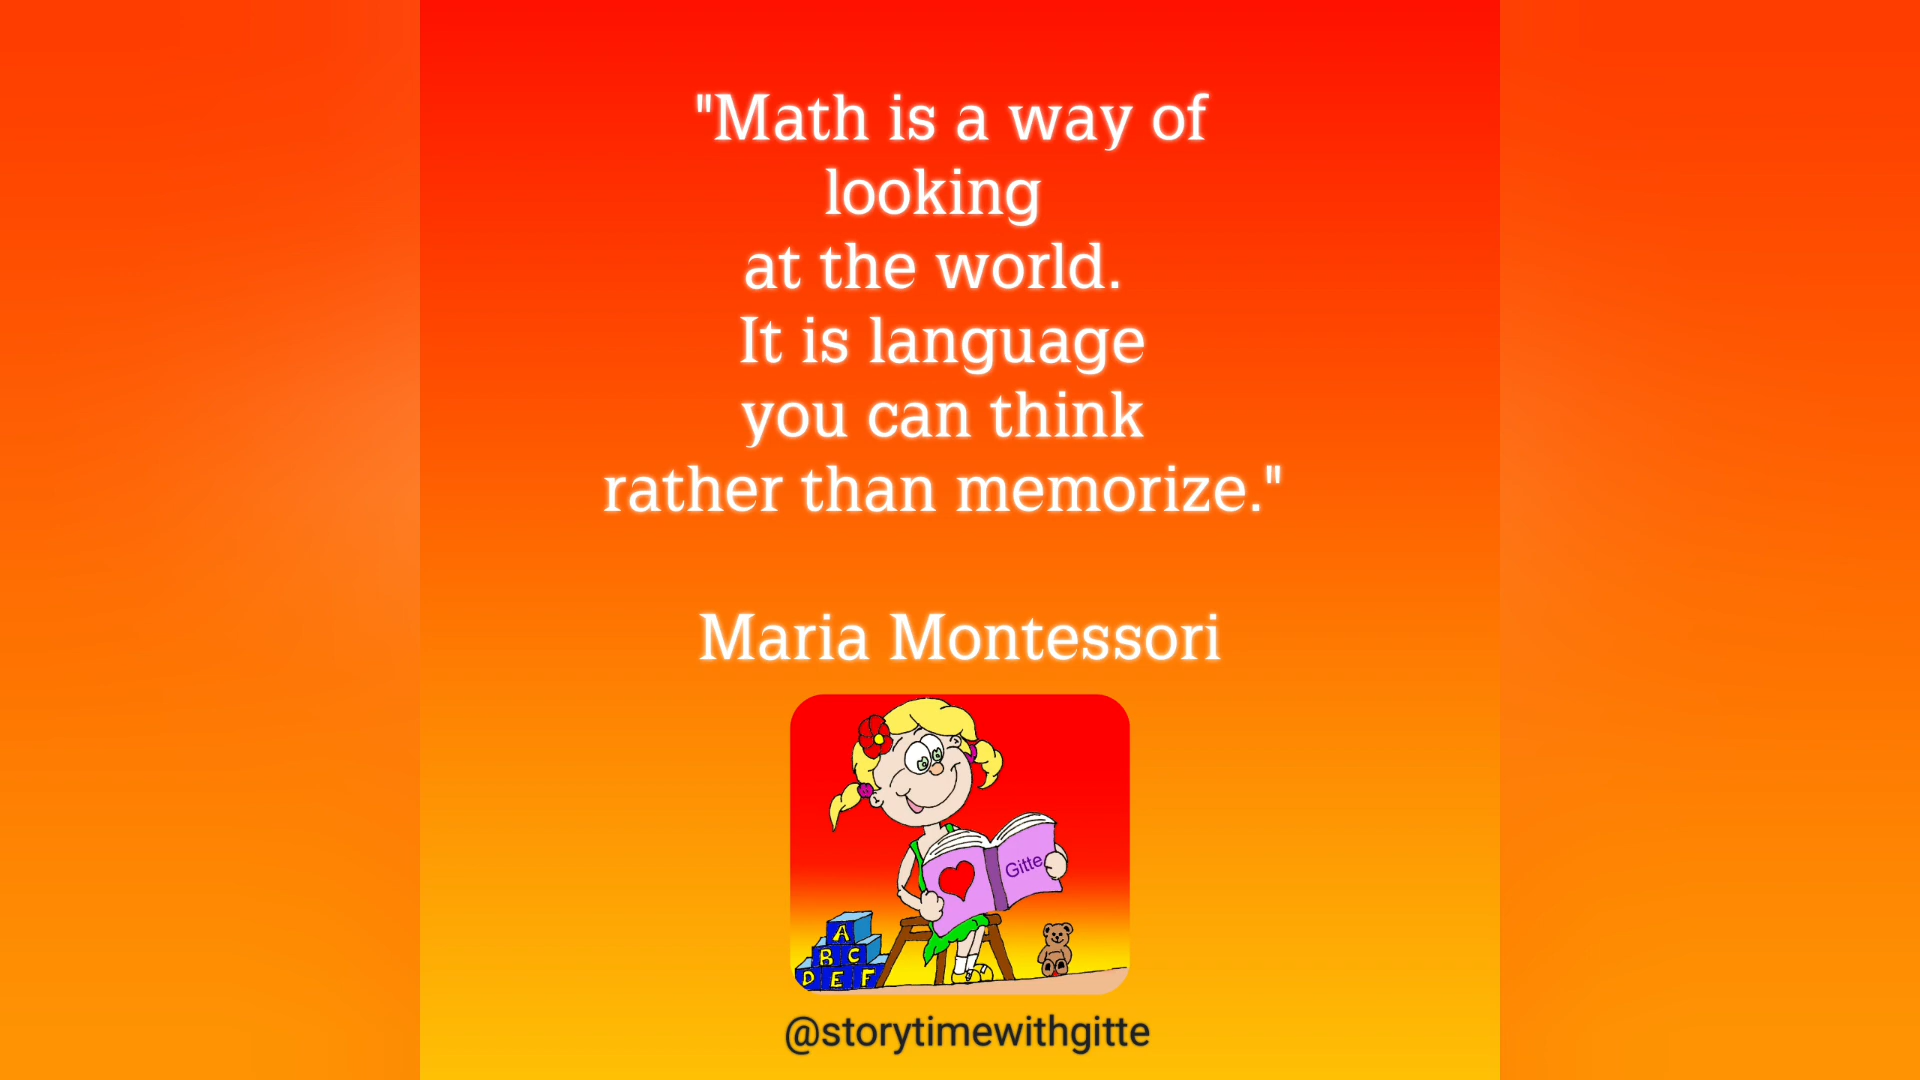 "Math is a way of
looking
at the world.
It is language
you can think
rather than memorize."
Maria Montessori
Gitte
A
B C
D E F
@storytimewithgitte